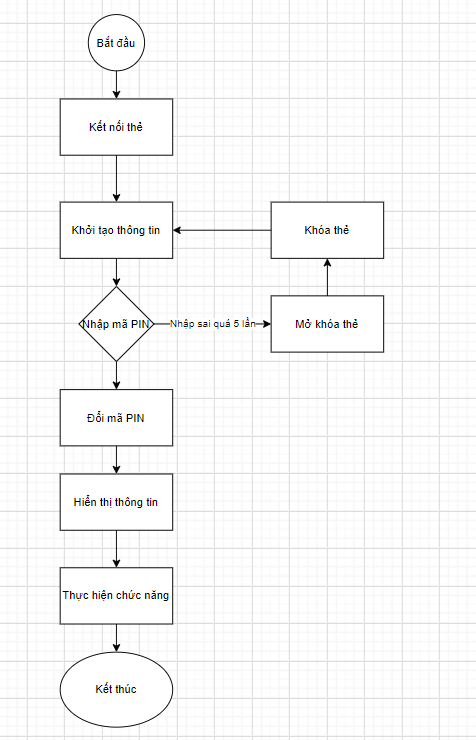 Bắt đầu
Kết nối thẻ
Khởi tạo thông tin
Khóa thẻ
Nhập mã PIN
Nhập sai quá 5 lần
Mở khóa thẻ
Đổi mã PIN
Hiển thị thông tin
Thực hiện chức năng
Kết thúc